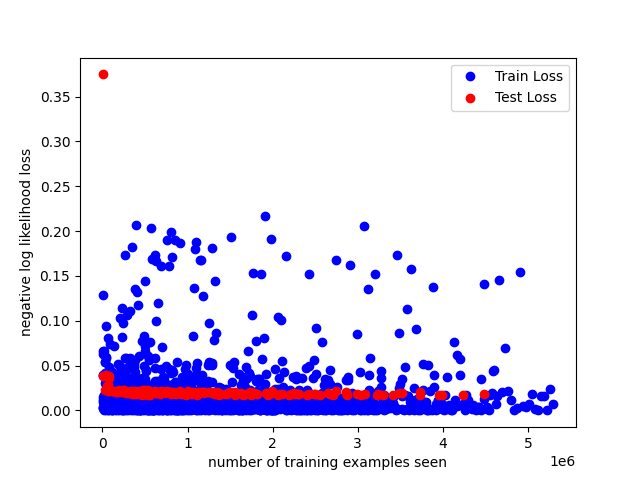 Train Loss
Test Loss
negative log likelihood loss
0.35
0.30
0.25
0.20
0.15
0.10
0.05
0.00
0 1 2 3 4 5
1e6
number of training examples seen